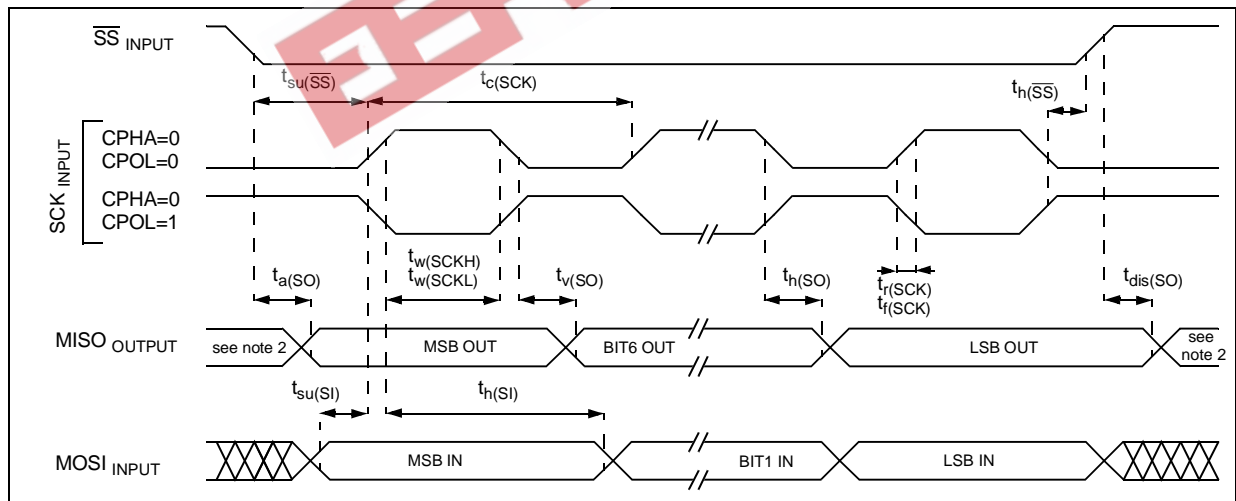 SS INPUT
tsu(SS)
tc(SCK)
th(SS)
SCK INPUT
CPHA=0
CPOL=0
CPHA=0
CPOL=1
ta(SO)
tw(SCKH)
tw(SCKL)
tv(SO)
th(SO)
tr(SCK)
tf(SCK)
tdis(SO)
MISO OUTPUT
see note 2
MSB OUT
BIT6 OUT
LSB OUT
see
note 2
tsu(SI)
th(SI)
MOSI INPUT
MSB IN
BIT1 IN
LSB IN